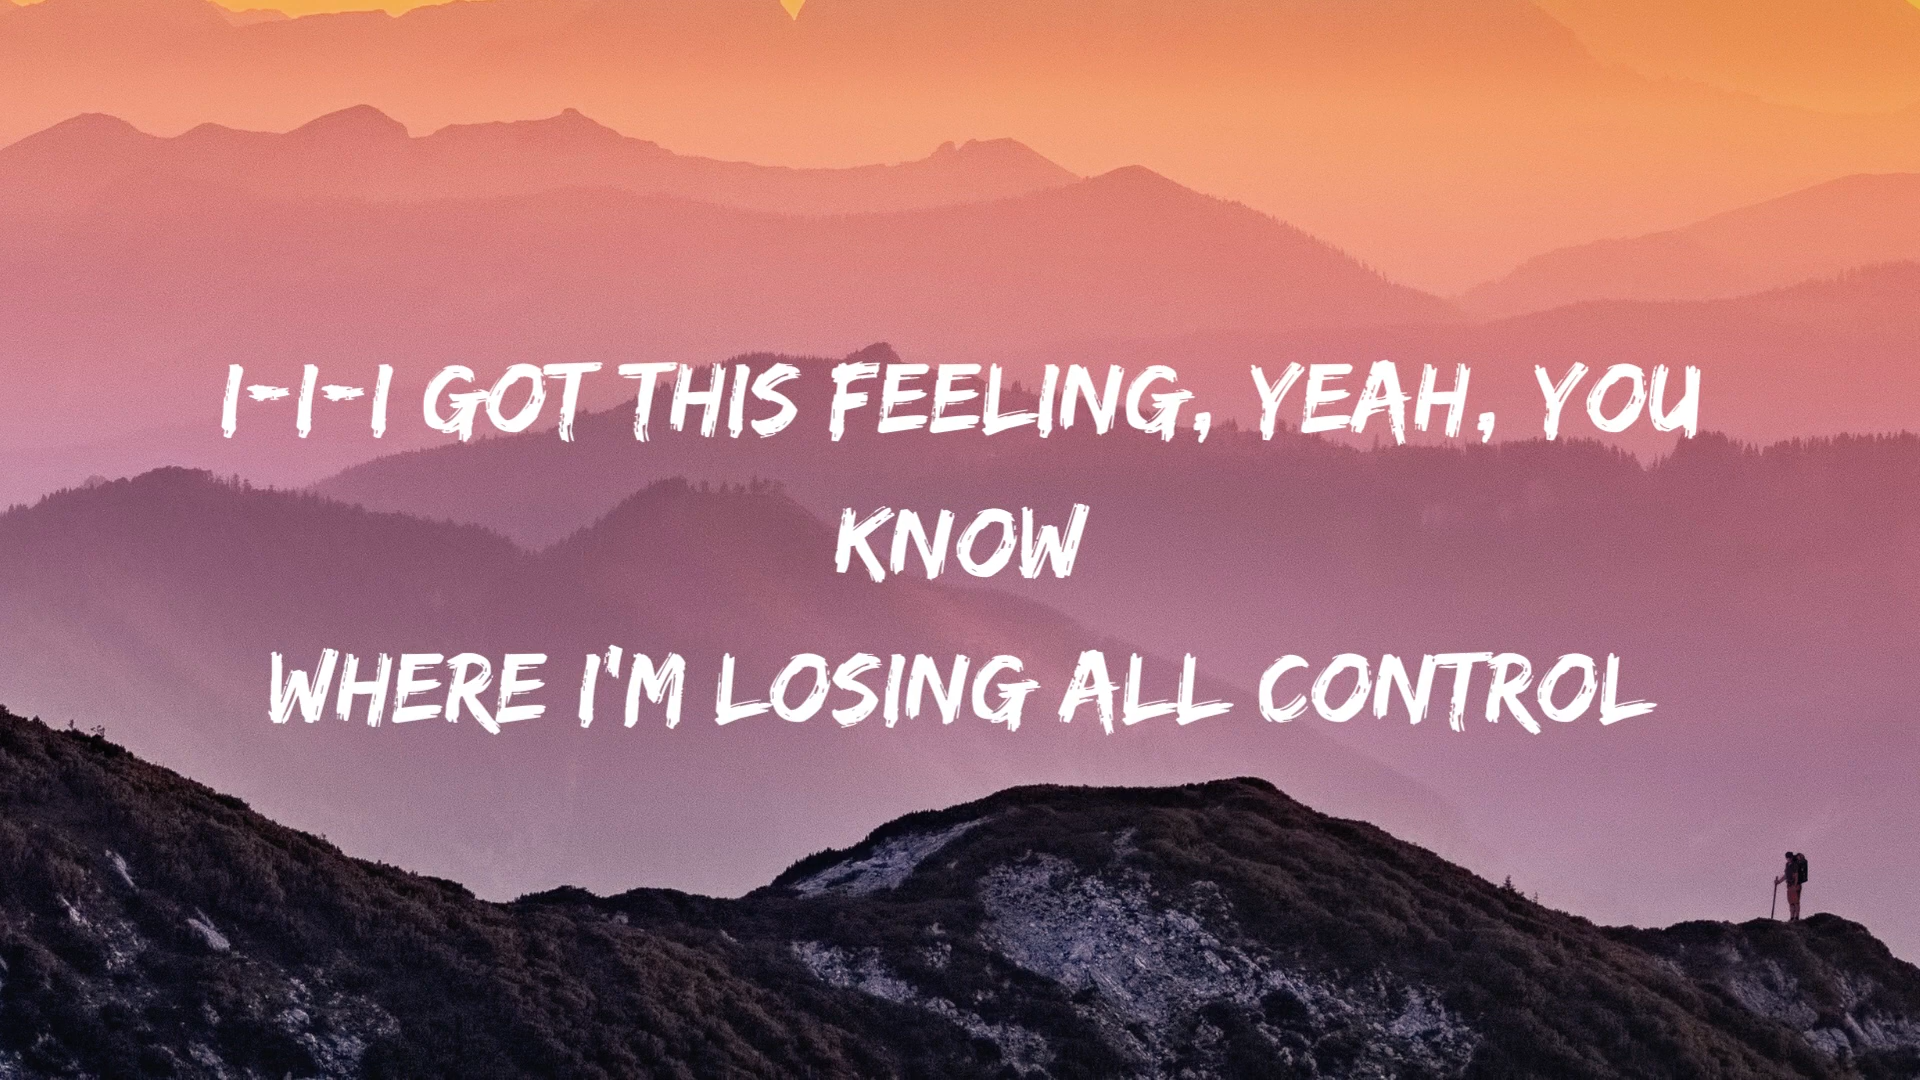 I-I-I GOT THIS FEELING, YEAH, YOU
KNOW
WHERE I'M LOSING ALL CONTROL